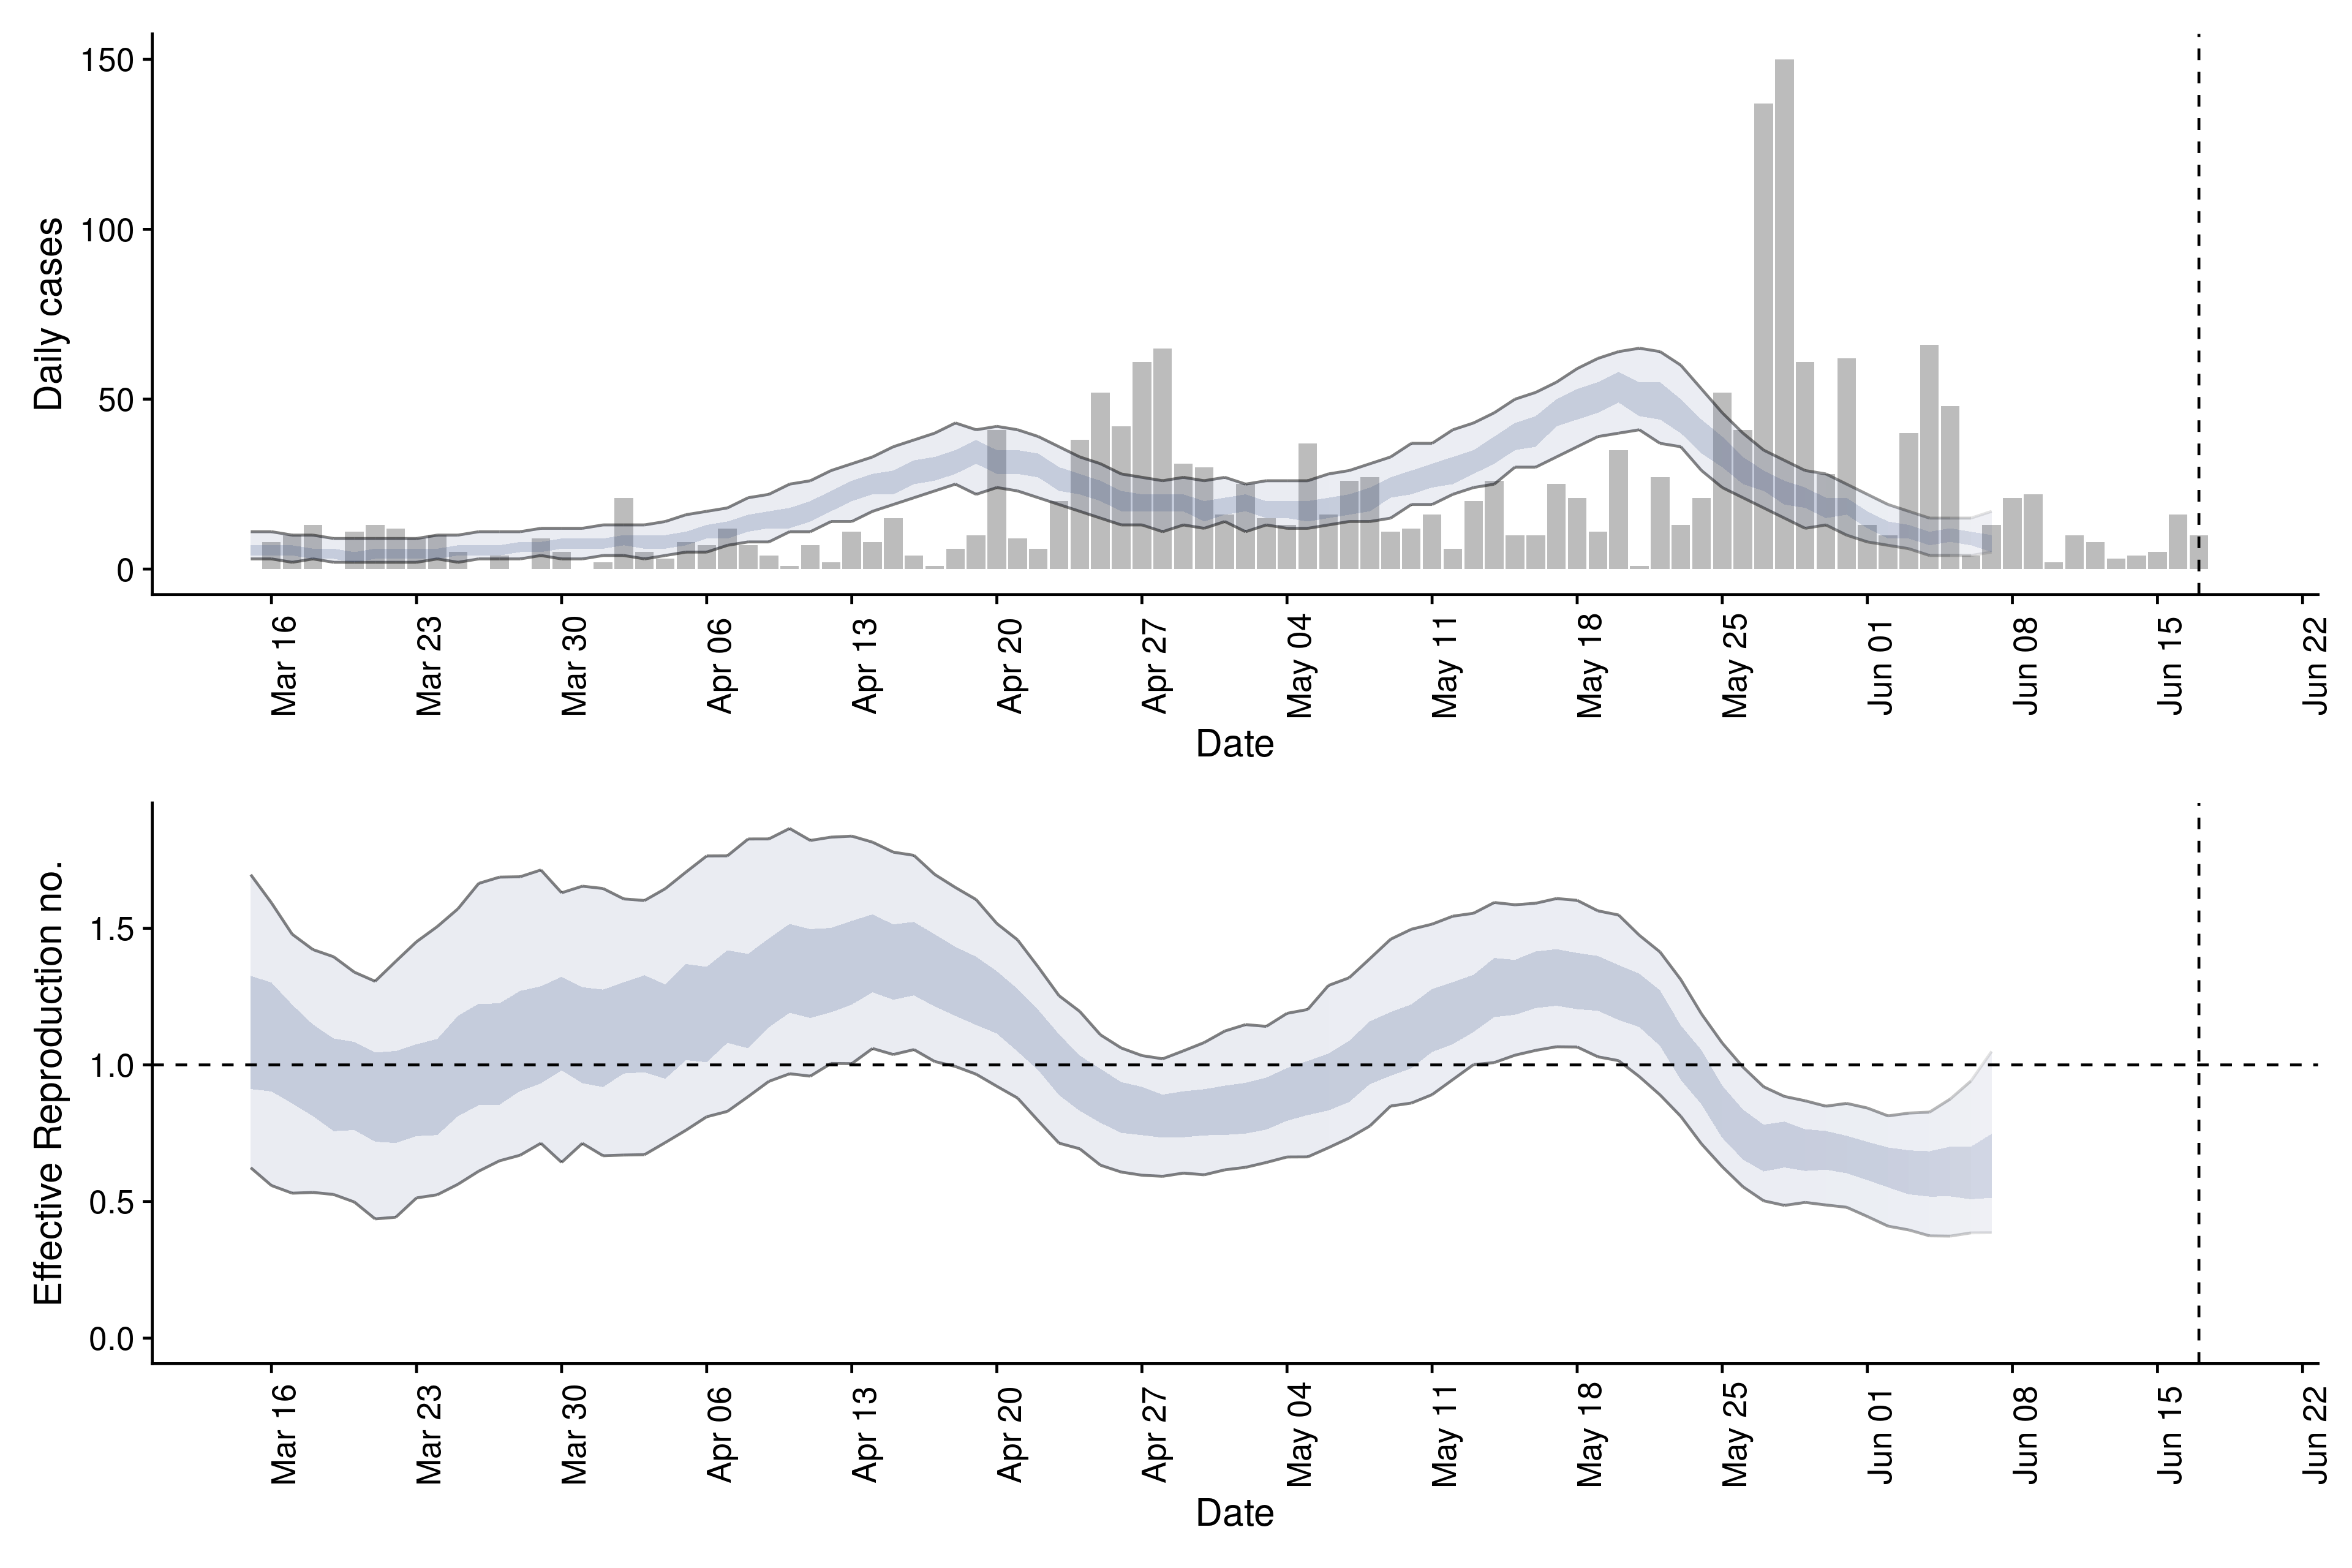 Daily cases
150
100
50
0
Mar 16
Mar 23
Mar 30
Apr 06
Apr 13
Apr 20
Apr 27
May 04
May 11
May 18
May 25
Jun 01
Jun 08
Jun 15
Jun 22
Date
Effective Reproduction no.
1.5
1.0
0.5
0.0
Mar 16
Mar 23
Mar 30
Apr 06
Apr 13
Apr 20
Apr 27
May 04
May 11
May 18
May 25
Jun 01
Jun 08
Jun 15
Jun 22
Date